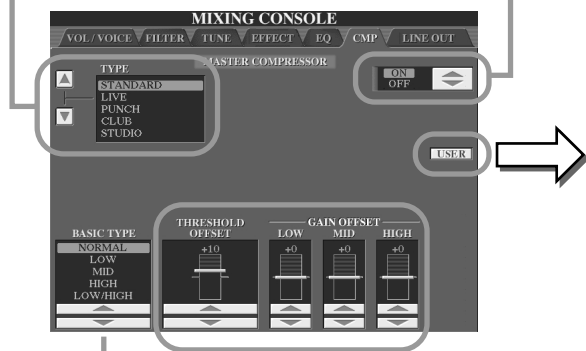 MIXING CONSOLE
VOL / VOICE FILTER TUNE EFFECT EQ CMP LINE OUT
MASTER COMPRESSOR
TYPE
STANDARD
LIVE
PUNCH
CLUB
STUDIO
ON
OFF
USER
BASIC TYPE
NORMAL
LOW
MID
HIGH
LOW/HIGH
THRESHOLD
OFFSET
+10
GAIN OFFSET
LOW MID HIGH
+0 +0 +0